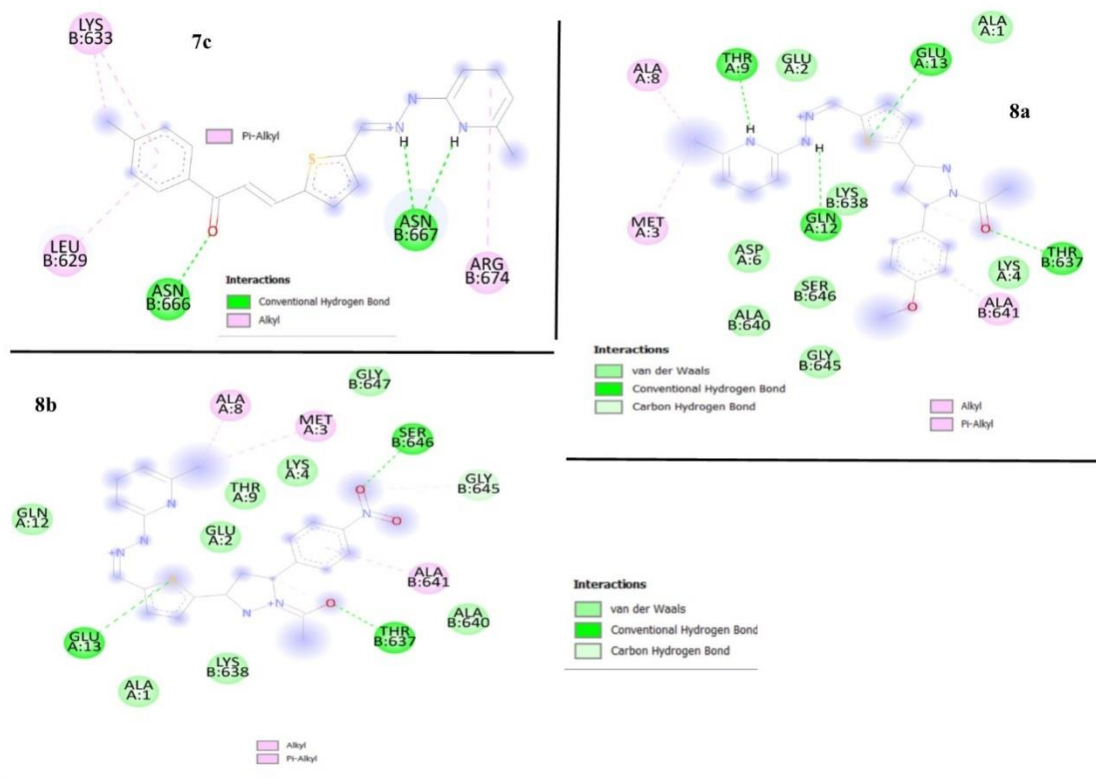 7c
LYS
B:633
Pi-Alkyl
N
N
+N
N
H
H
S
O
LEU
B:629
ASN
B:666
ASN
B:667
ARG
B:674
Interactions
Conventional Hydrogen Bond
Alkyl
8a
ALA
A:1
GLU
A:13
THR
A:9
GLU
A:2
ALA
A:8
H
N
+N
N
H
S
N
N
O
O
MET
A:3
GLN
A:12
LYS
B:638
ASP
A:6
SER
B:646
THR
B:637
LYS
A:4
ALA
B:641
ALA
B:640
GLY
B:645
Interactions
van der Waals
Conventional Hydrogen Bond
Carbon Hydrogen Bond
Alkyl
Pi-Alkyl
8b
GLY
B:647
ALA
A:8
MET
A:3
SER
B:646
LYS
A:4
GLY
B:645
THR
A:9
GLN
A:12
GLU
A:2
N
+N
N
S
O
N
+
O
N
+N
O
ALA
B:641
ALA
B:640
THR
B:637
GLU
A:13
LYS
B:638
ALA
A:1
Alkyl
Pi-Alkyl
Interactions
van der Waals
Conventional Hydrogen Bond
Carbon Hydrogen Bond